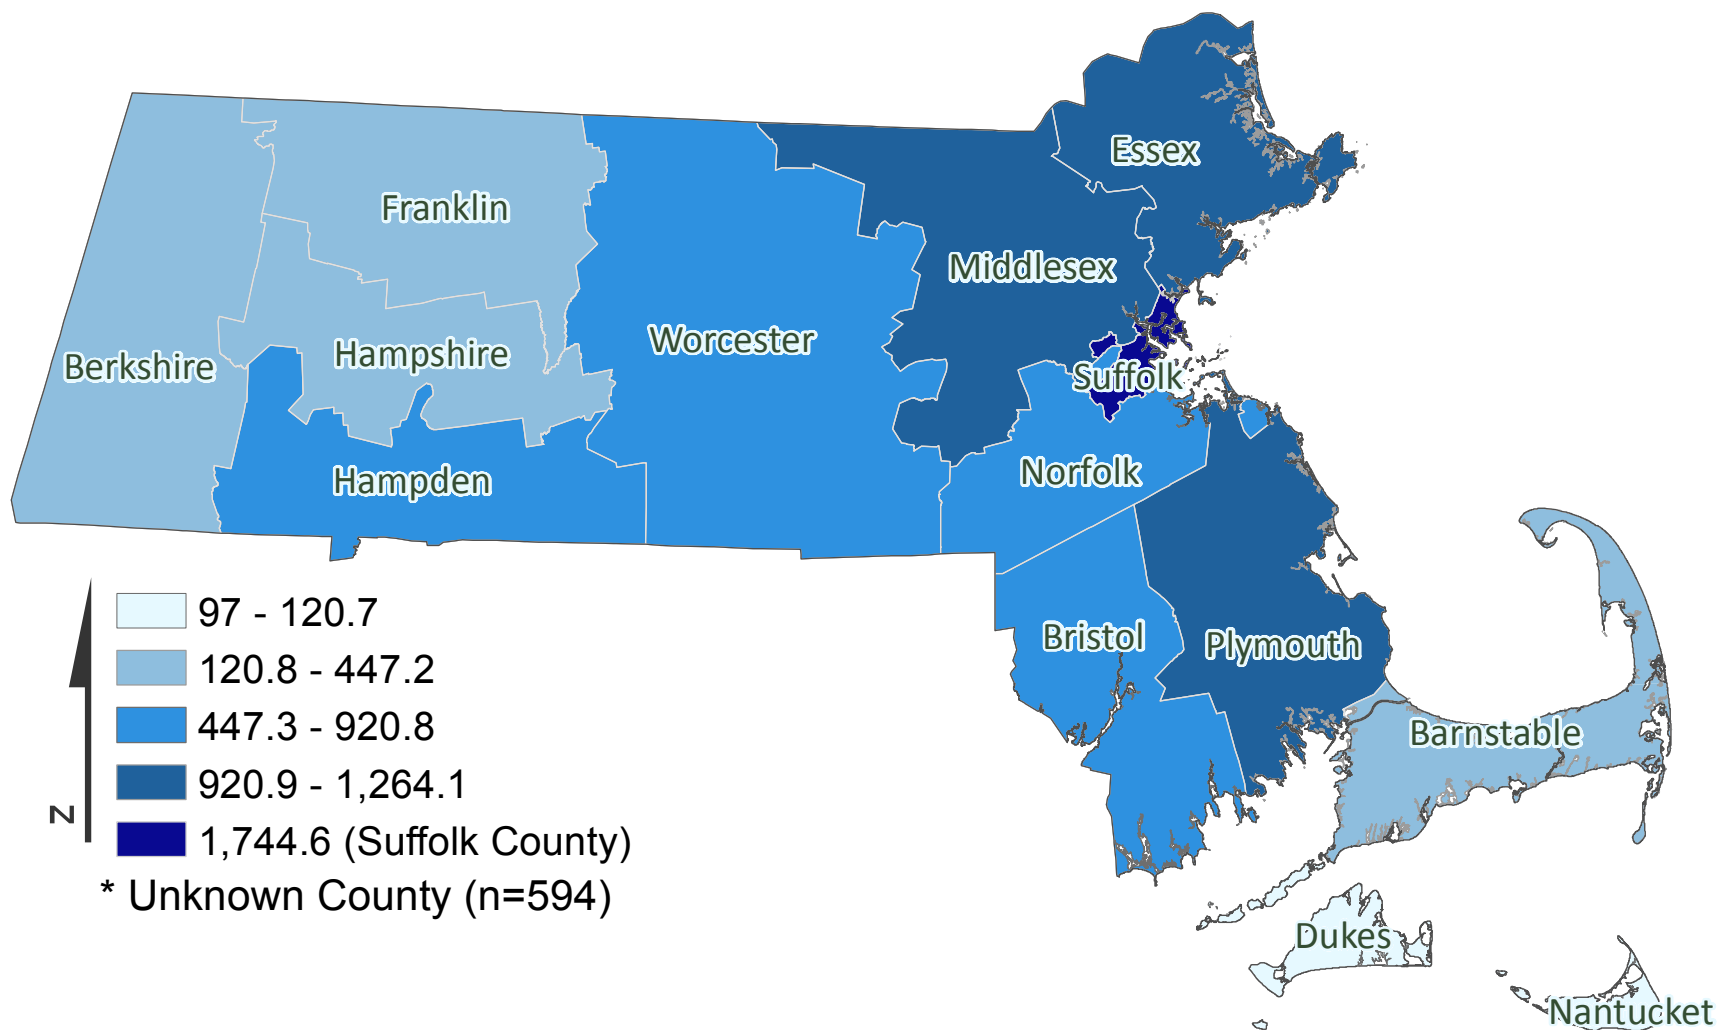 Essex
Franklin
Middlesex
Worcester
Hampshire
Berkshire
Suffolk
Norfolk
Hampden
Bristol
Plymouth
Barnstable
Dukes
Nantucket
97 - 120.7
120.8 - 447.2
447.3 - 920.8
920.9 - 1,264.1
N
1,744.6 (Suffolk County)
* Unknown County (n=594)